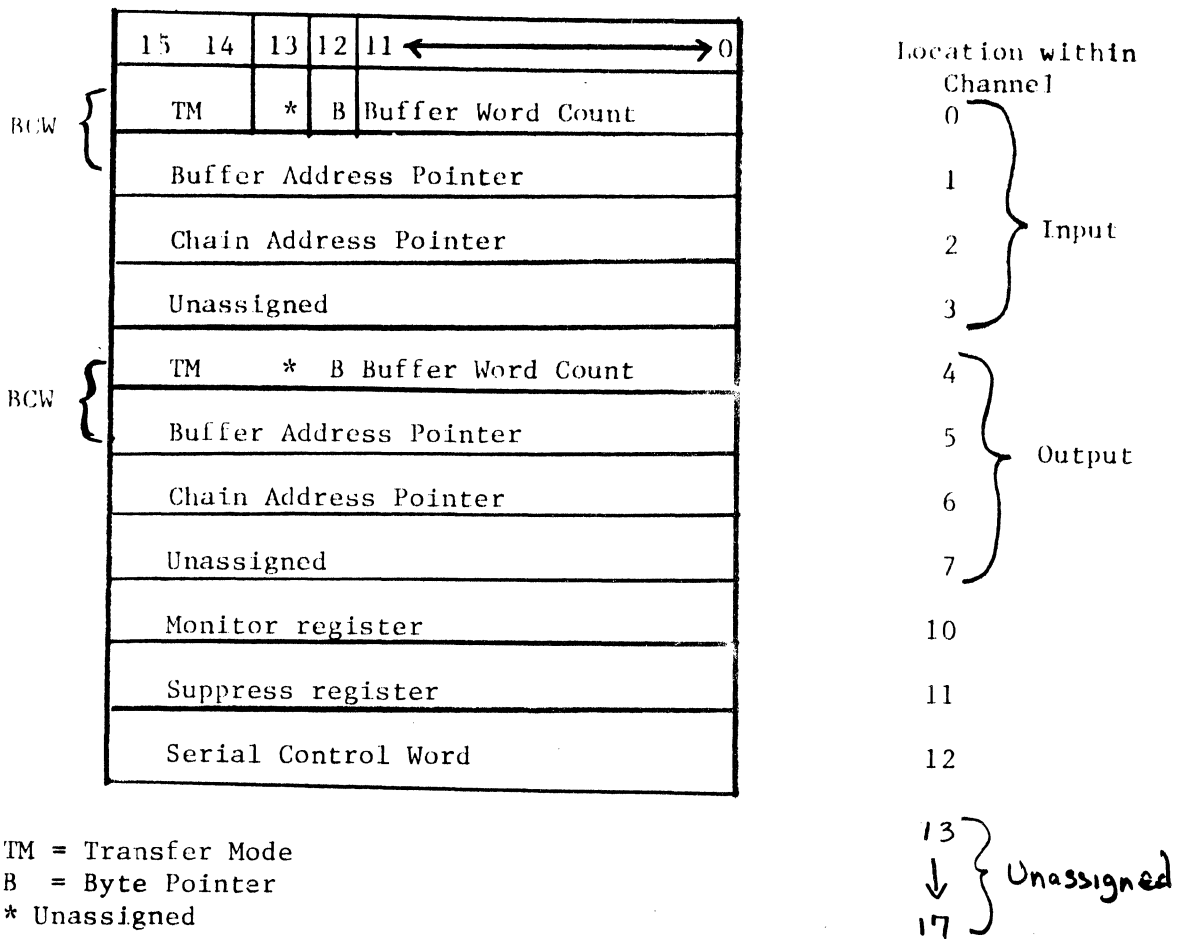 15 14 13 12 11 0 Location within
Channel
BCW TM * B Buffer Word Count 0
Buffer Address Pointer 1
Chain Address Pointer 2 Input
Unassigned 3
TM * B Buffer Word Count 4
BCW
Buffer Address Pointer 5
Output
Chain Address Pointer 6
Unassigned 7
Monitor register 10
Suppress register 11
Serial Control Word 12
13
TM = Transfer Mode
B = Byte Pointer Unassigned
* Unassigned 17